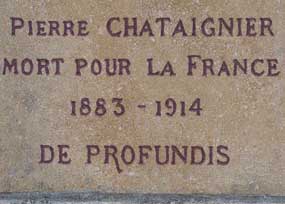 PIERRE CHATAIGNIER
MORT POUR LA FRANCE
1883 - 1914
DE PROFUNDIS